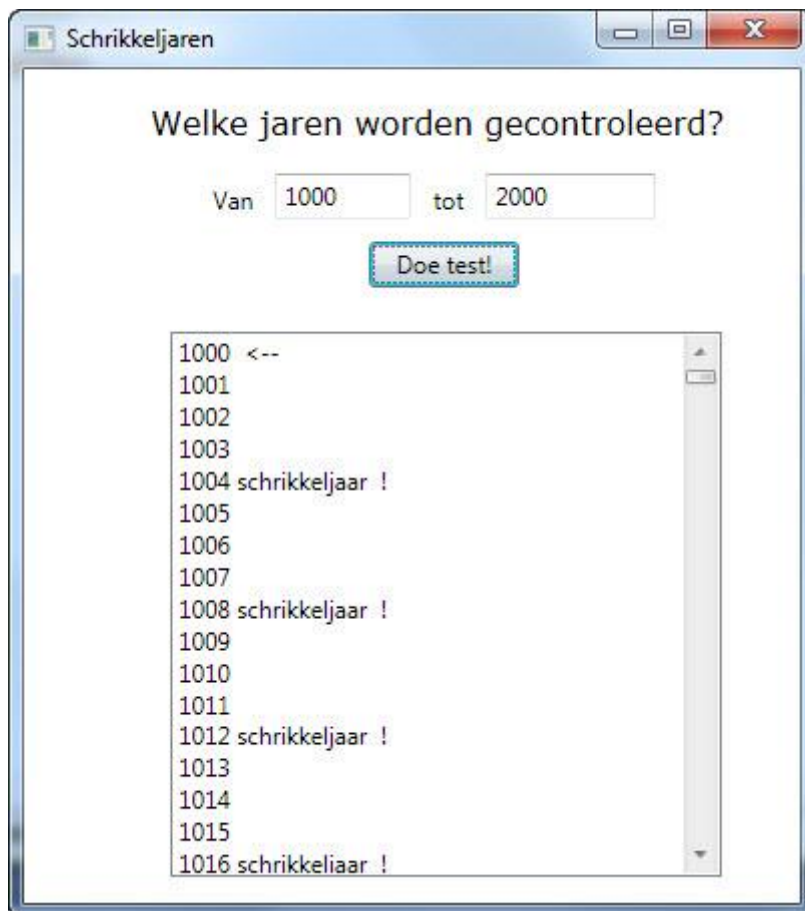 Schrikkeljaren
Welke jaren worden gecontroleerd?
Van 1000 tot 2000
Doe test!
1000 <--
1001
1002
1003
1004 schrikkeljaar !
1005
1006
1007
1008 schrikkeljaar !
1009
1010
1011
1012 schrikkeljaar !
1013
1014
1015
1016 schrikkeljaar !